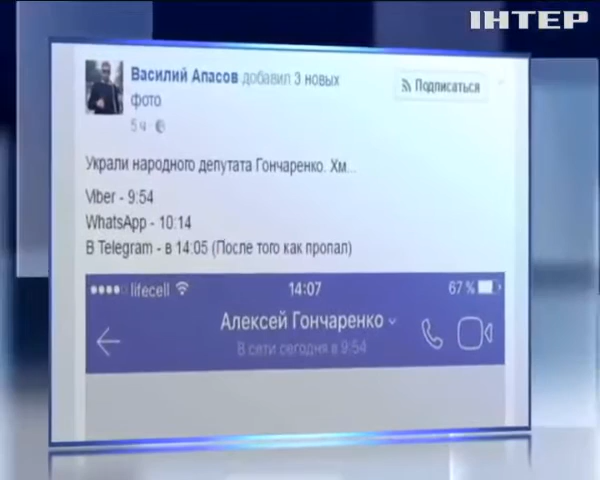 ІНТЕР
Василий Апасов добавил 3 новых
фото
5 ч
Подписаться
Украли народного депутата Гончаренко. Хм...
Viber - 9:54
WhatsApp - 10:14
В Telegram - в 14:05 (После того как пропал)
lifecell 14:07 67 %
Алексей Гончаренко
В сети сегодня в 9:54